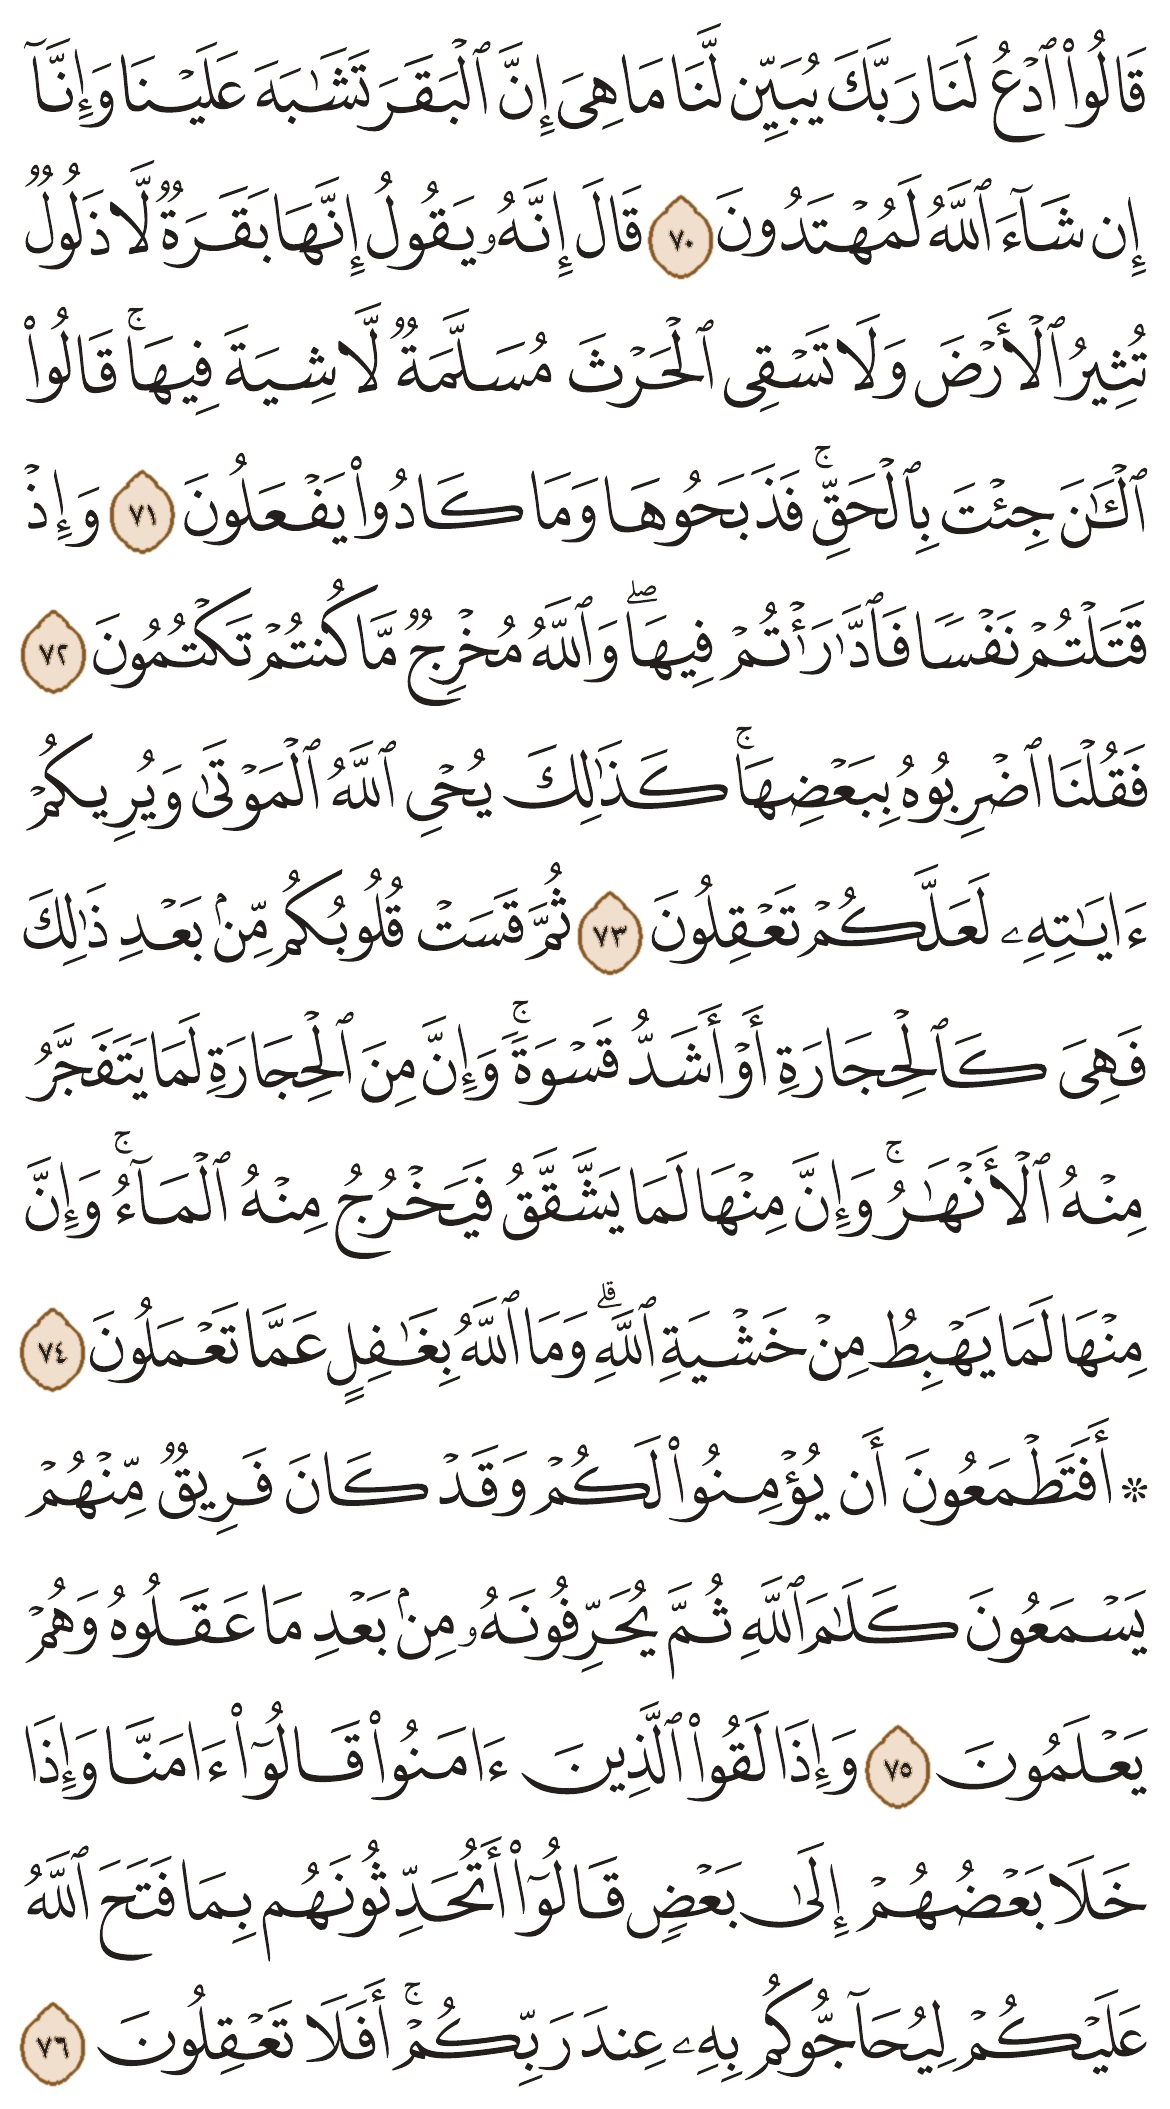 قَالُوا۟ ٱدۡعُ لَنَا رَبَّكَ يُبَيِّن لَّنَا مَا هِىَ إِنَّ ٱلۡبَقَرَ تَشَٰبَهَ عَلَيۡنَا وَإِنَّآ
إِن شَآءَ ٱللَّهُ لَمُهۡتَدُونَ ٧٠ قَالَ إِنَّهُۥ يَقُولُ إِنَّهَا بَقَرَةٌ لَّا ذَلُولٌ
تُثِيرُ ٱلۡأَرۡضَ وَلَا تَسۡقِى ٱلۡحَرۡثَ مُسَلَّمَةٌ لَّا شِيَةَ فِيهَاۚ قَالُوا۟
ٱلۡـَٰٔنَ جِئۡتَ بِٱلۡحَقِّۚ فَذَبَحُوهَا وَمَا كَادُوا۟ يَفۡعَلُونَ ٧١ وَإِذۡ
قَتَلۡتُمۡ نَفۡسًا فَٱدَّٰرَٰٔتُمۡ فِيهَاۖ وَٱللَّهُ مُخۡرِجٌ مَّا كُنتُمۡ تَكۡتُمُونَ ٧٢
فَقُلۡنَا ٱضۡرِبُوهُ بِبَعۡضِهَاۚ كَذَٰلِكَ يُحۡىِ ٱللَّهُ ٱلۡمَوۡتَىٰ وَيُرِيكُمۡ
ءَايَٰتِهِۦ لَعَلَّكُمۡ تَعۡقِلُونَ ٧٣ ثُمَّ قَسَتۡ قُلُوبُكُم مِّنۢ بَعۡدِ ذَٰلِكَ
فَهِىَ كَٱلۡحِجَارَةِ أَوۡ أَشَدُّ قَسۡوَةًۚ وَإِنَّ مِنَ ٱلۡحِجَارَةِ لَمَا يَتَفَجَّرُ
مِنۡهُ ٱلۡأَنۡهَٰرُۚ وَإِنَّ مِنۡهَا لَمَا يَشَّقَّقُ فَيَخۡرُجُ مِنۡهُ ٱلۡمَآءُۚ وَإِنَّ
مِنۡهَا لَمَا يَهۡبِطُ مِنۡ خَشۡيَةِ ٱللَّهِۗ وَمَا ٱللَّهُ بِغَٰفِلٍ عَمَّا تَعۡمَلُونَ ٧٤
۞ أَفَتَطۡمَعُونَ أَن يُؤۡمِنُوا۟ لَكُمۡ وَقَدۡ كَانَ فَرِيقٌ مِّنۡهُمۡ
يَسۡمَعُونَ كَلَٰمَ ٱللَّهِ ثُمَّ يُحَرِّفُونَهُۥ مِنۢ بَعۡدِ مَا عَقَلُوهُ وَهُمۡ
يَعۡلَمُونَ ٧٥ وَإِذَا لَقُوا۟ ٱلَّذِينَ ءَامَنُوا۟ قَالُوٓا۟ ءَامَنَّا وَإِذَا
خَلَا بَعۡضُهُمۡ إِلَىٰ بَعۡضٍ قَالُوٓا۟ أَتُحَدِّثُونَهُم بِمَا فَتَحَ ٱللَّهُ
عَلَيۡكُمۡ لِيُحَآجُّوكُم بِهِۦ عِندَ رَبِّكُمۡۚ أَفَلَا تَعۡقِلُونَ ٧٦